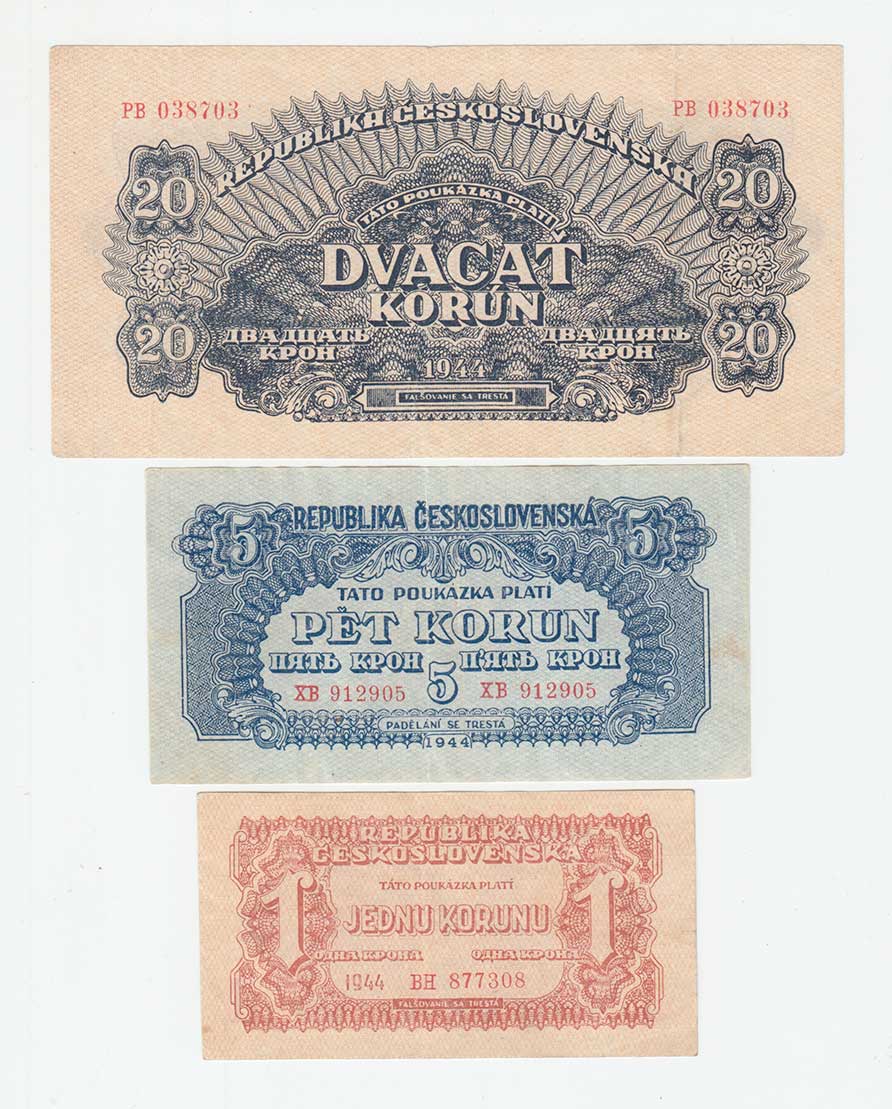 PB 038703 PB 038703
REPUBLIKA ČESKOSLOVENSKA
20 20
TÁTO POUKÁZKA PLATÍ
DVACAŤ
KORÚN
20 20
ДВАДЦАТЬ ДВАДЦЯТЬ
КРОН КРОН
1944
FALŠOVANIE SA TRESTÁ
5 REPUBLIKA ČESKOSLOVENSKÁ 5
TATO POUKÁZKA PLATÍ
PĚT KORUN
ПЯТЬ КРОН П'ЯТЬ КРОН
XB 912905 5 XB 912905
PADĚLÁNÍ SE TRESTÁ
1944
REPUBLIKA
ČESKOSLOVENSKÁ
TÁTO POUKÁZKA PLATÍ
1 JEDNU KORUNU 1
ОДНА КРОНА ОДНА КРОНА
1944 BH 877308
FALŠOVANIE SA TRESTÁ